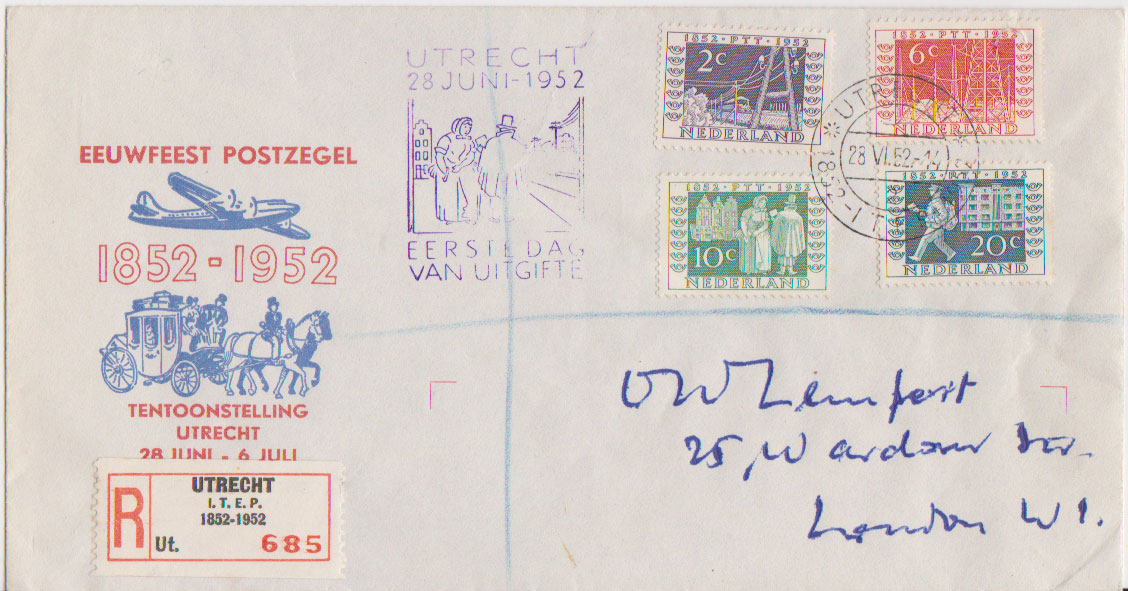 UTRECHT
28 JUNI-1952
EERSTE DAG
VAN UITGIFTE
1852·PTT·1952
2c
NEDERLAND
1852·PTT·1952
6c
NEDERLAND
1852·PTT·1952
10c
NEDERLAND
1852·PTT·1952
20c
NEDERLAND
UTRECHT
28 VI.52.-14
EEUWFEEST POSTZEGEL
1852-1952
TENTOONSTELLING
UTRECHT
28 JUNI - 6 JULI
UTRECHT
I.T.E.P.
1852-1952
R
Ut. 685
25, Wardour Str.
London W1.